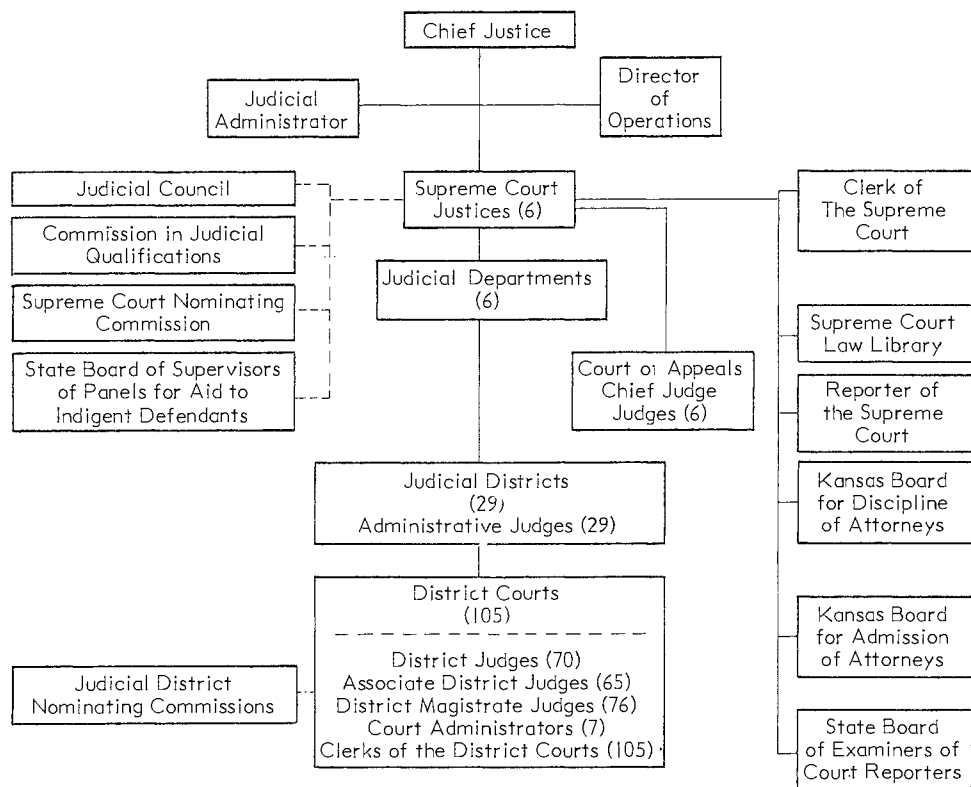 Chief Justice
Judicial
Administrator
Director
of
Operations
Judicial Council
Commission in Judicial
Qualifications
Supreme Court Nominating
Commission
State Board of Supervisors
of Panels for Aid to
Indigent Defendants
Supreme Court
Justices (6)
Judicial Departments
(6)
Court of Appeals
Chief Judge
Judges (6)
Clerk of
The Supreme
Court
Supreme Court
Law Library
Reporter of
the Supreme
Court
Kansas Board
for Discipline
of Attorneys
Kansas Board
for Admission
of Attorneys
State Board
of Examiners of
Court Reporters
Judicial Districts
(29)
Administrative Judges (29)
District Courts
(105)
District Judges (70)
Associate District Judges (65)
District Magistrate Judges (76)
Court Administrators (7)
Clerks of the District Courts (105)
Judicial District
Nominating Commissions